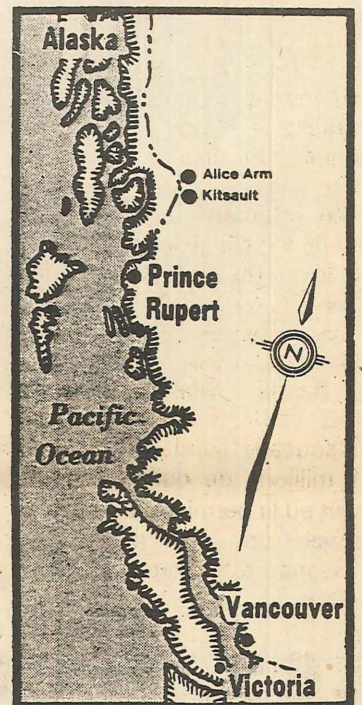 Alaska
Alice Arm
Kitsault
Prince
Rupert
N
Pacific
Ocean
Vancouver
Victoria